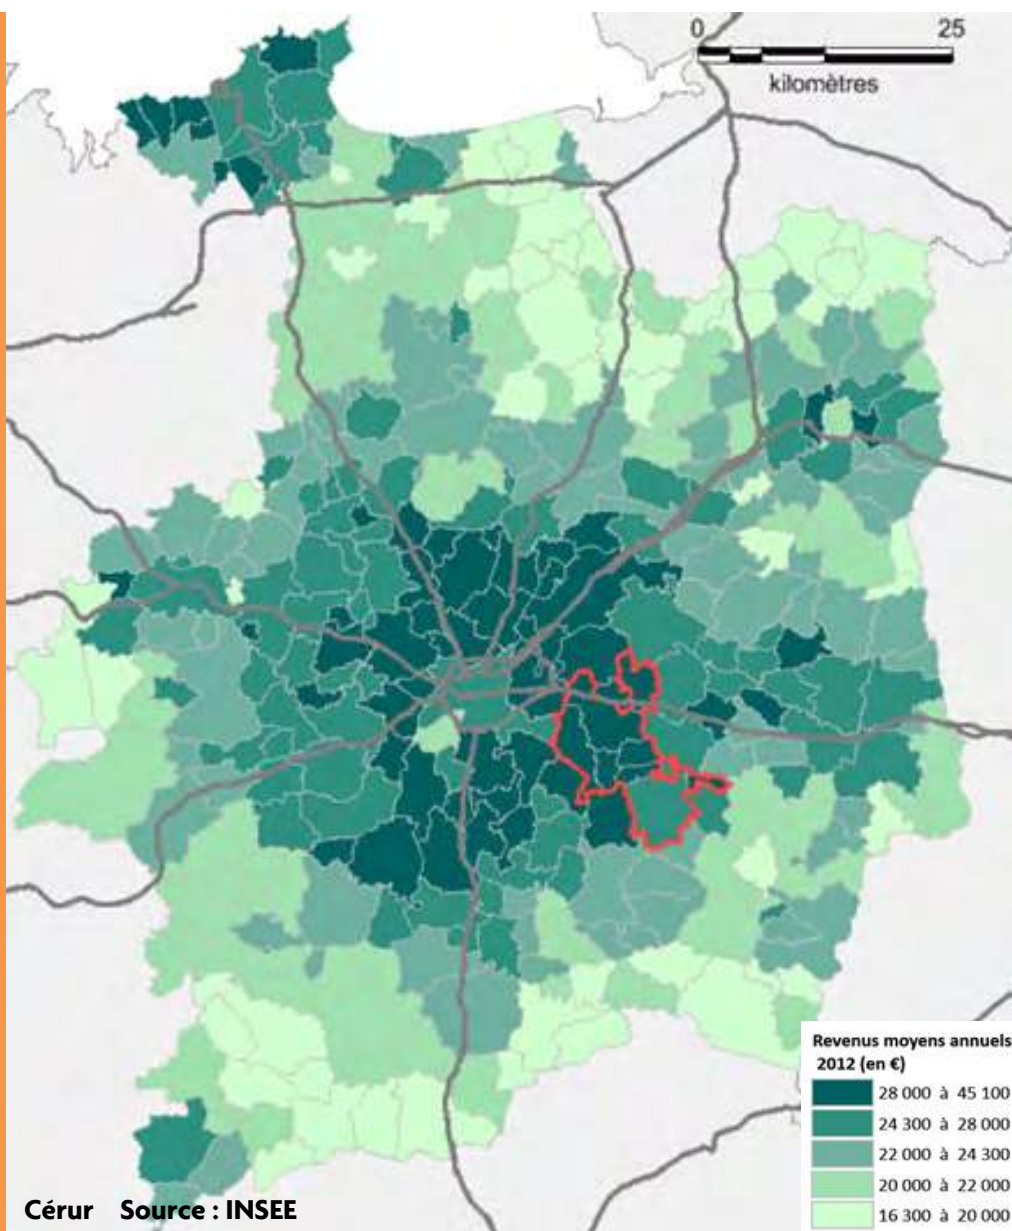 0 25
kilomètres
Revenus moyens annuels
2012 (en €)
28 000 à 45 100
24 300 à 28 000
22 000 à 24 300
20 000 à 22 000
16 300 à 20 000
Cérur Source : INSEE